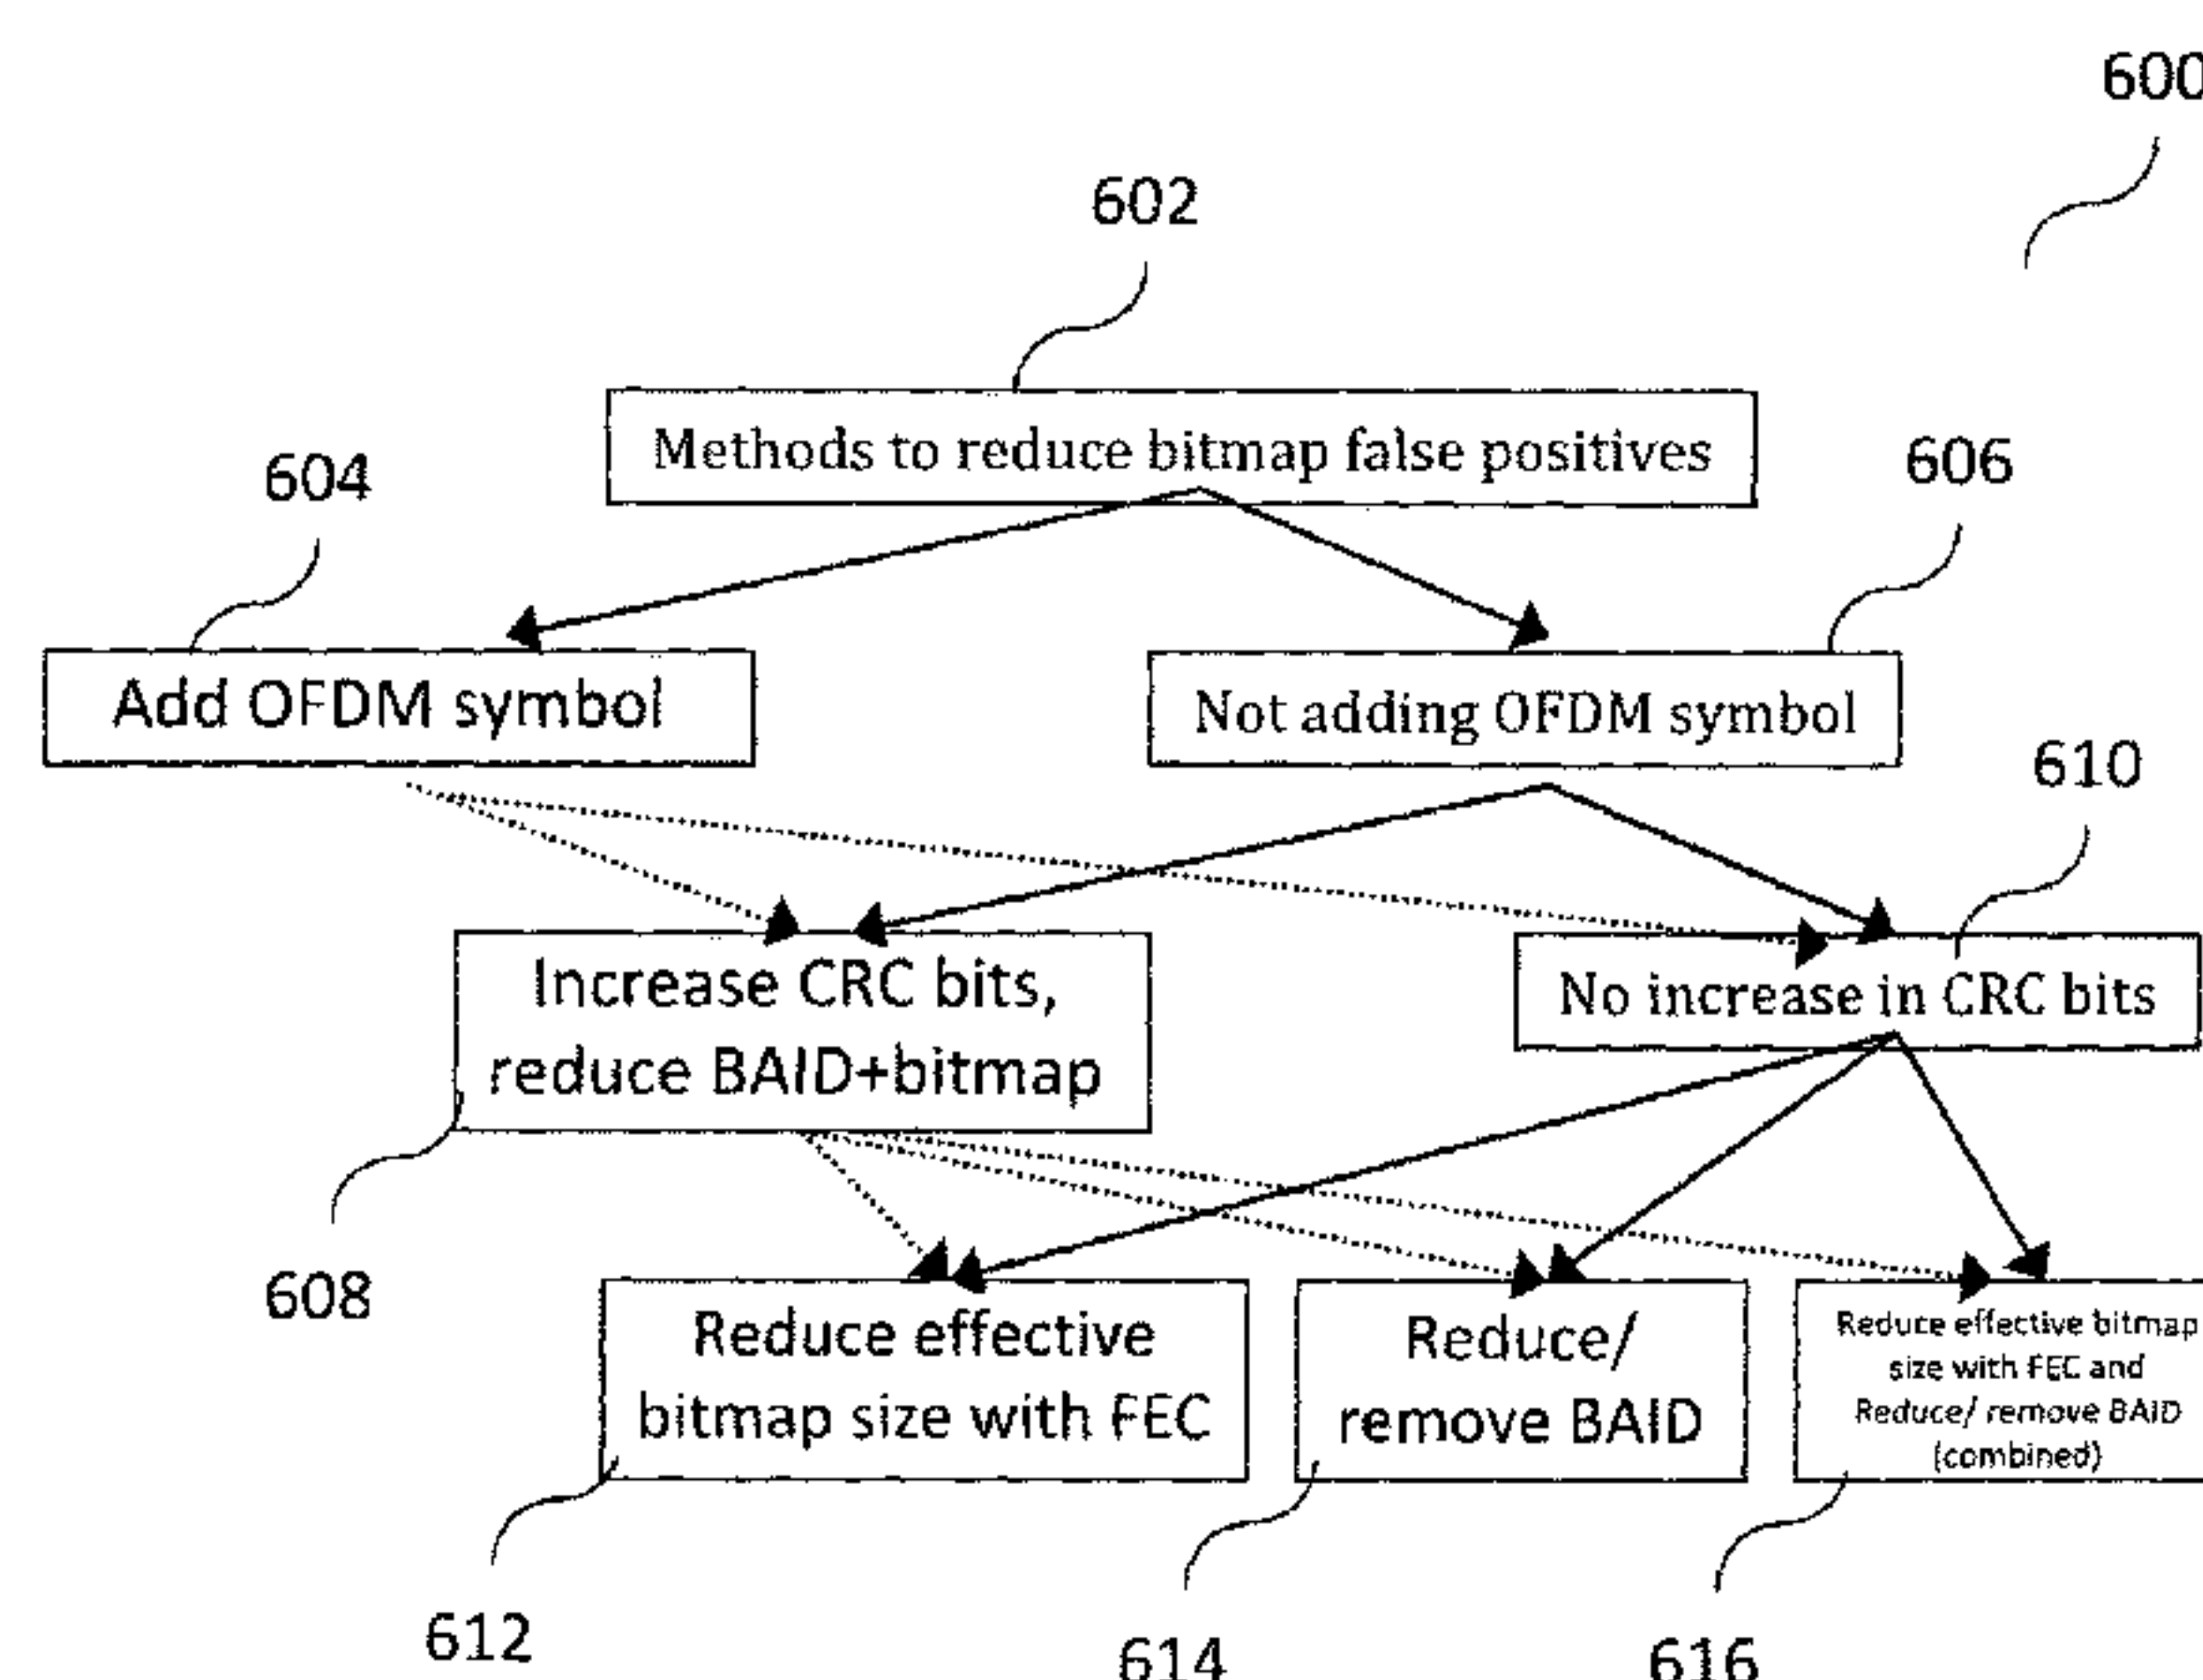 600
602
Methods to reduce bitmap false positives
604
606
Add OFDM symbol
Not adding OFDM symbol
610
Increase CRC bits,
reduce BAID+bitmap
No increase in CRC bits
608
Reduce effective
bitmap size with FEC
Reduce/
remove BAID
Reduce effective bitmap
size with FEC and
Reduce/ remove BAID
(combined)
612
614
616